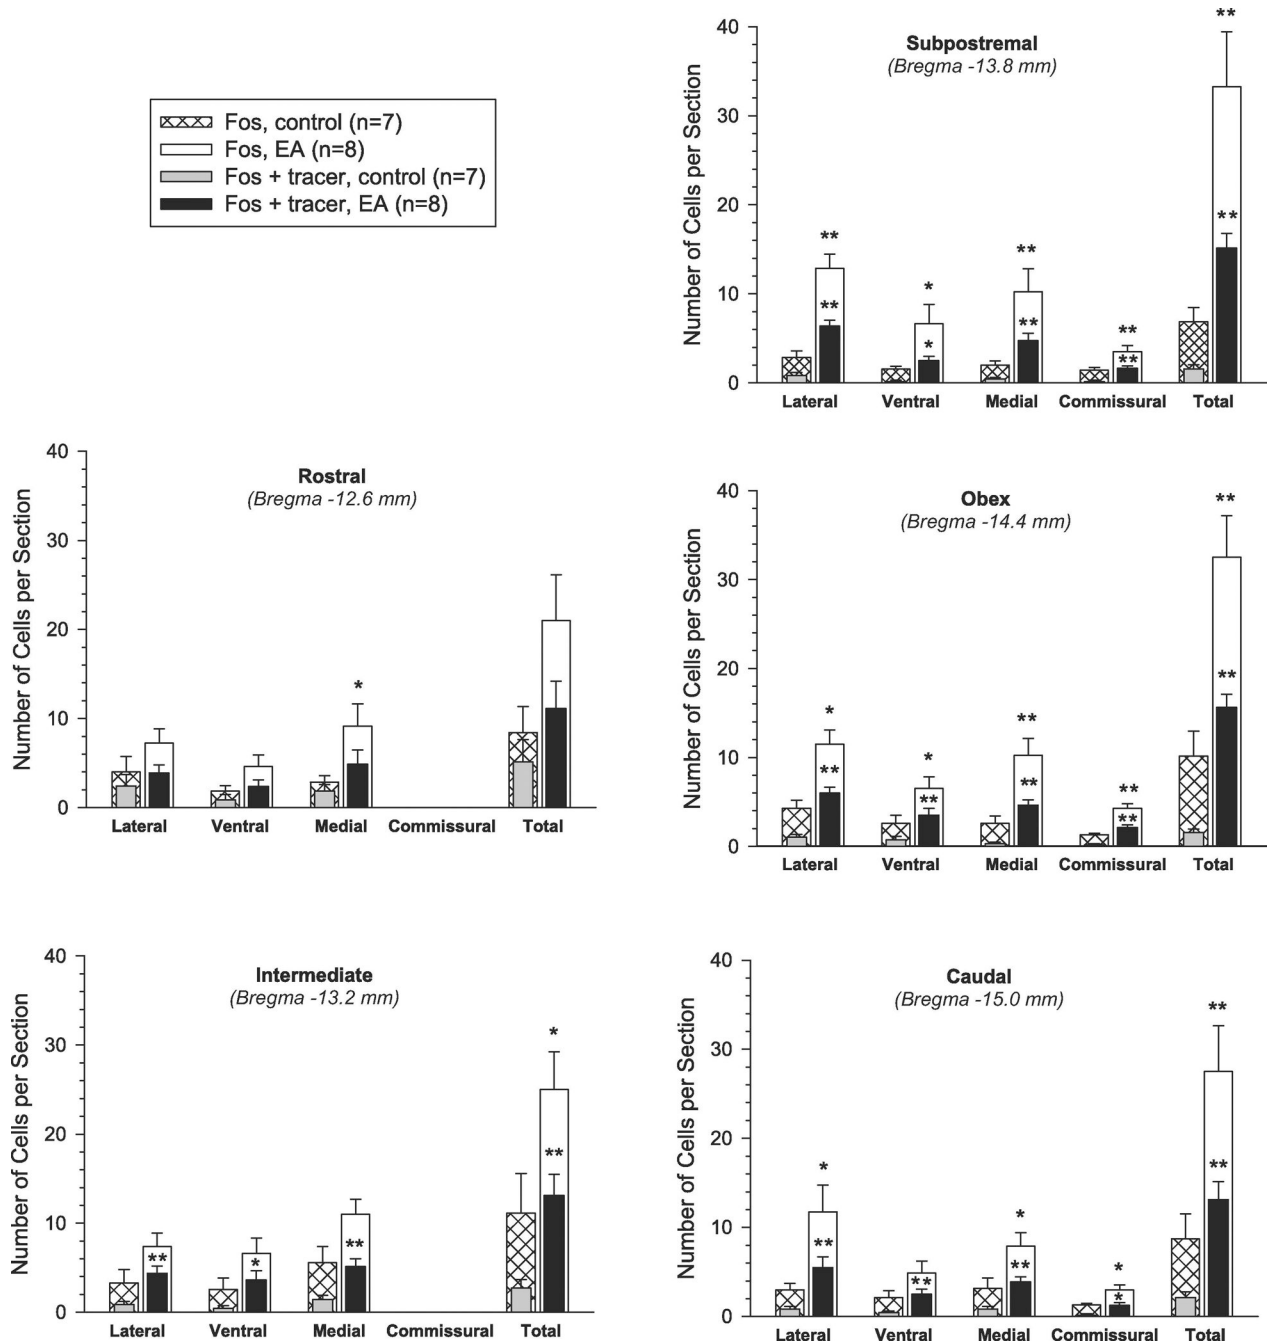 Fos, control (n=7)
Fos, EA (n=8)
Fos + tracer, control (n=7)
Fos + tracer, EA (n=8)
Subpostremal
(Bregma -13.8 mm)
Number of Cells per Section
40
30
20
10
0
**
**
**
**
*
*
**
**
**
**
Lateral Ventral Medial Commissural Total
Rostral
(Bregma -12.6 mm)
Number of Cells per Section
40
30
20
10
0
*
Lateral Ventral Medial Commissural Total
Obex
(Bregma -14.4 mm)
Number of Cells per Section
40
30
20
10
0
**
**
*
**
*
**
**
**
**
**
Lateral Ventral Medial Commissural Total
Intermediate
(Bregma -13.2 mm)
Number of Cells per Section
40
30
20
10
0
*
**
**
*
**
Lateral Ventral Medial Commissural Total
Caudal
(Bregma -15.0 mm)
Number of Cells per Section
40
30
20
10
0
**
**
*
**
**
*
**
*
*
Lateral Ventral Medial Commissural Total